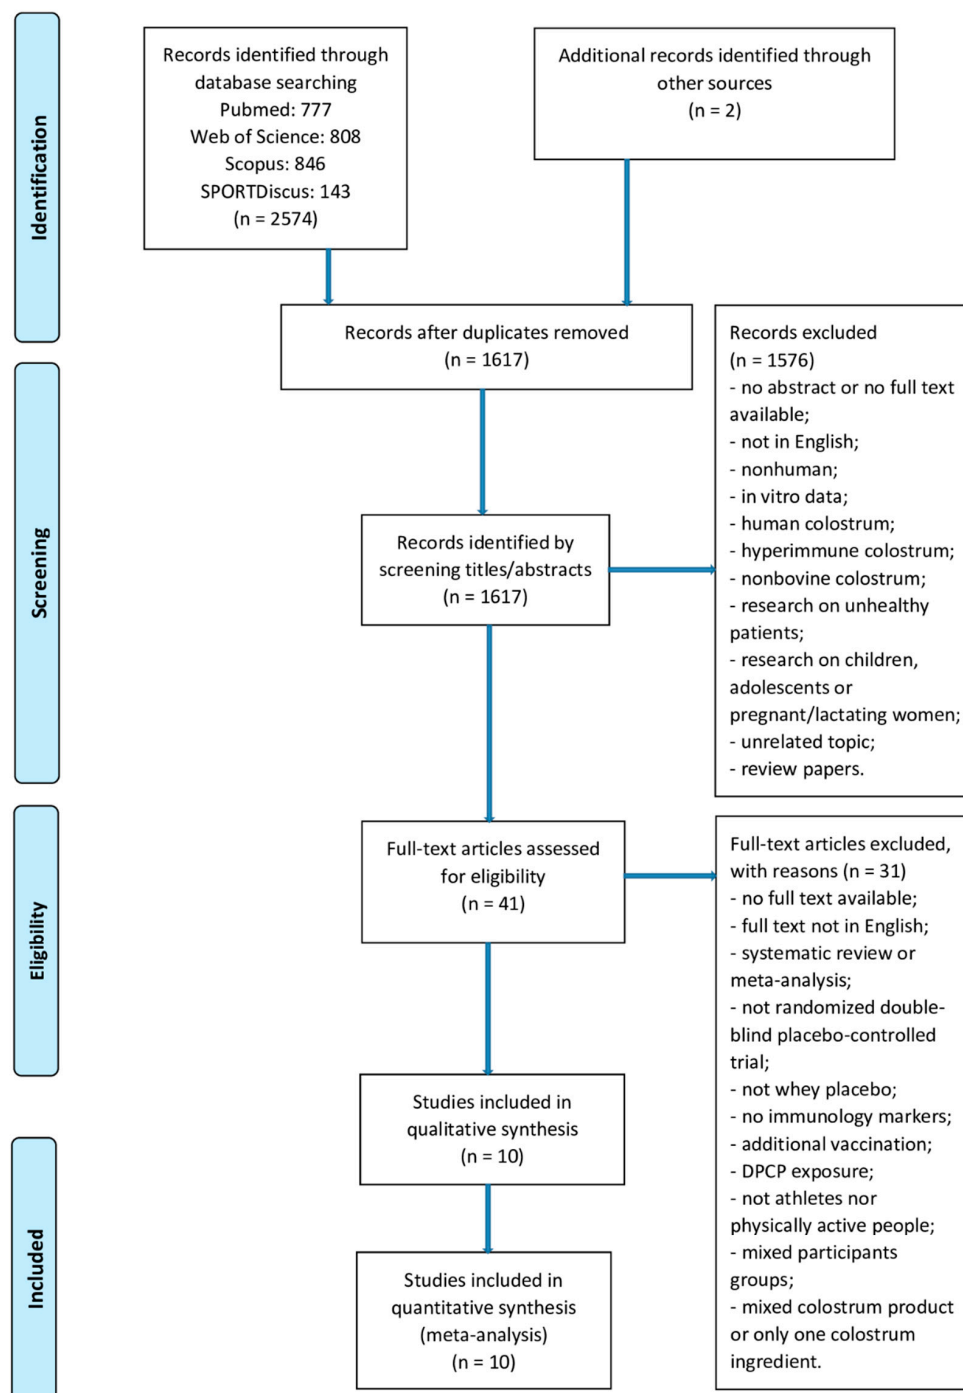 Identification
Records identified through
database searching
Pubmed: 777
Web of Science: 808
Scopus: 846
SPORTDiscus: 143
(n = 2574)
Additional records identified through
other sources
(n = 2)
Records after duplicates removed
(n = 1617)
Screening
Records identified by
screening titles/abstracts
(n = 1617)
Records excluded
(n = 1576)
- no abstract or no full text
available;
- not in English;
- nonhuman;
- in vitro data;
- human colostrum;
- hyperimmune colostrum;
- nonbovine colostrum;
- research on unhealthy
patients;
- research on children,
adolescents or
pregnant/lactating women;
- unrelated topic;
- review papers.
Eligibility
Full-text articles assessed
for eligibility
(n = 41)
Full-text articles excluded,
with reasons (n = 31)
- no full text available;
- full text not in English;
- systematic review or
meta-analysis;
- not randomized double-
blind placebo-controlled
trial;
- not whey placebo;
- no immunology markers;
- additional vaccination;
- DPCP exposure;
- not athletes nor
physically active people;
- mixed participants
groups;
- mixed colostrum product
or only one colostrum
ingredient.
Included
Studies included in
qualitative synthesis
(n = 10)
Studies included in
quantitative synthesis
(meta-analysis)
(n = 10)